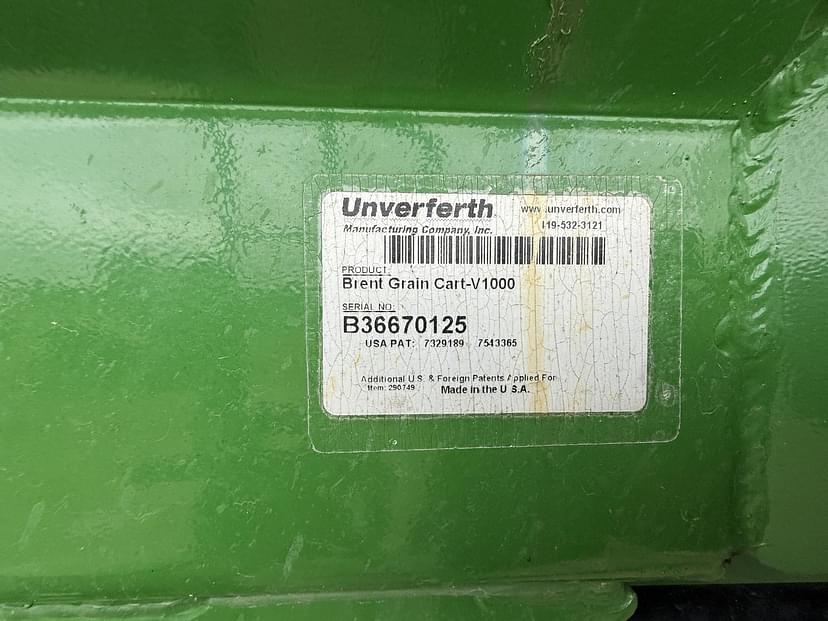 Unverferth
www.unverferth.com
Manufacturing Company, Inc.
419-532-3121
PRODUCT:
Brent Grain Cart-V1000
SERIAL NO:
B36670125
USA PAT: 7329189 7543365
Additional U.S. & Foreign Patents Applied For
Item: 290749 Made in the U.S.A.